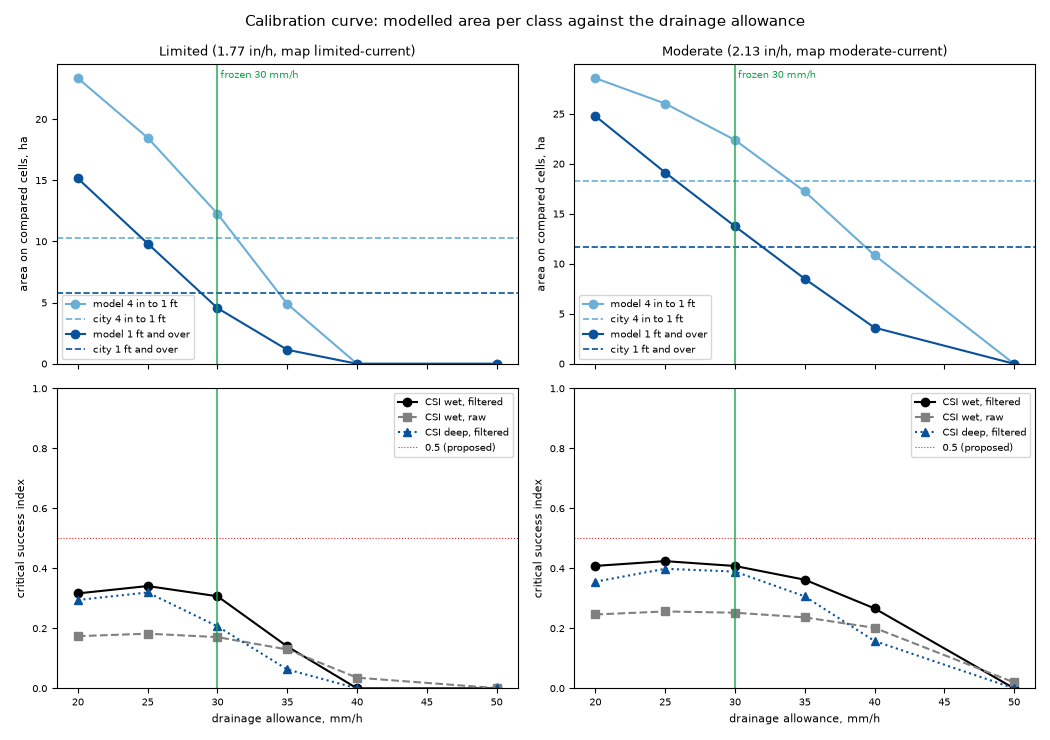 Calibration curve: modelled area per class against the drainage allowance
Limited (1.77 in/h, map limited-current)
frozen 30 mm/h
area on compared cells, ha
20
15
10
5
0
model 4 in to 1 ft
city 4 in to 1 ft
model 1 ft and over
city 1 ft and over
Moderate (2.13 in/h, map moderate-current)
frozen 30 mm/h
area on compared cells, ha
25
20
15
10
5
0
model 4 in to 1 ft
city 4 in to 1 ft
model 1 ft and over
city 1 ft and over
critical success index
1.0
0.8
0.6
0.4
0.2
0.0
CSI wet, filtered
CSI wet, raw
CSI deep, filtered
0.5 (proposed)
20 25 30 35 40 45 50
drainage allowance, mm/h
critical success index
1.0
0.8
0.6
0.4
0.2
0.0
CSI wet, filtered
CSI wet, raw
CSI deep, filtered
0.5 (proposed)
20 25 30 35 40 45 50
drainage allowance, mm/h